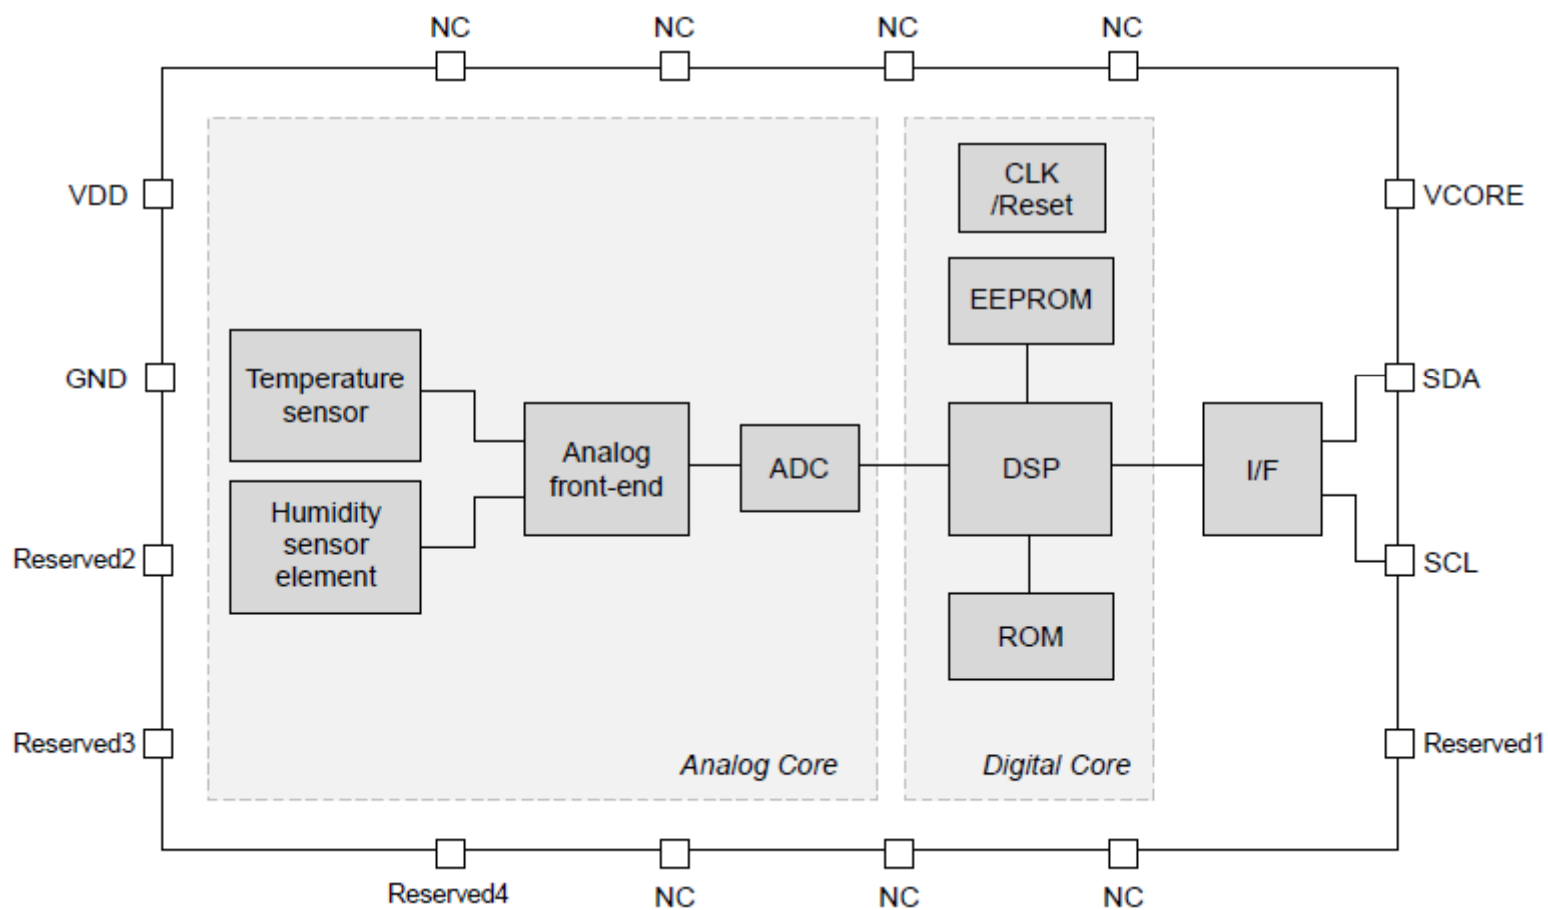 NC NC NC NC
CLK
/Reset
VDD
VCORE
EEPROM
Temperature
sensor
GND
SDA
Analog
front-end
ADC
DSP
I/F
Humidity
sensor
element
Reserved2
SCL
ROM
Reserved3
Analog Core
Digital Core
Reserved1
Reserved4 NC NC NC